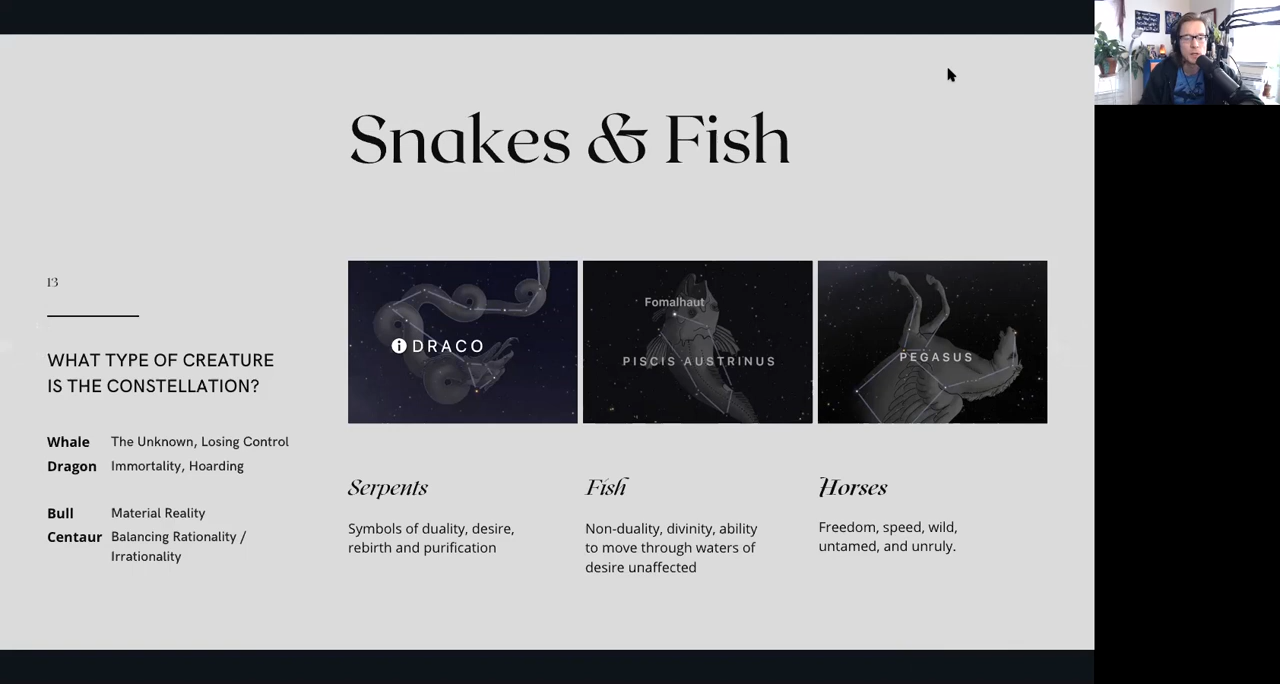 Snakes & Fish
13
WHAT TYPE OF CREATURE
IS THE CONSTELLATION?
Whale The Unknown, Losing Control
Dragon Immortality, Hoarding
Bull Material Reality
Centaur Balancing Rationality /
Irrationality
DRACO
Fomalhaut
PISCIS AUSTRINUS
PEGASUS
Serpents
Symbols of duality, desire,
rebirth and purification
Fish
Non-duality, divinity, ability
to move through waters of
desire unaffected
Horses
Freedom, speed, wild,
untamed, and unruly.